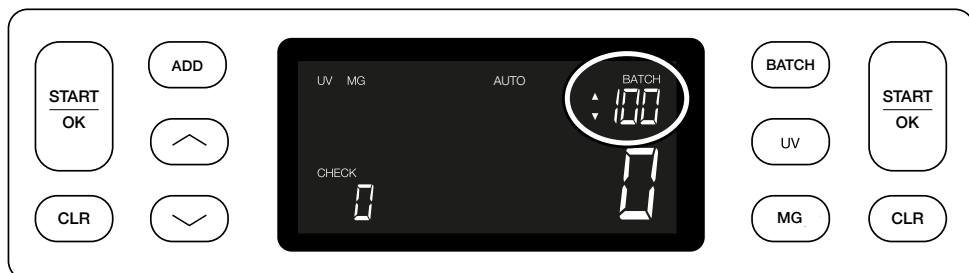 START
OK
CLR
ADD
UV MG AUTO BATCH
100
CHECK
0
0
BATCH
UV
MG
START
OK
CLR